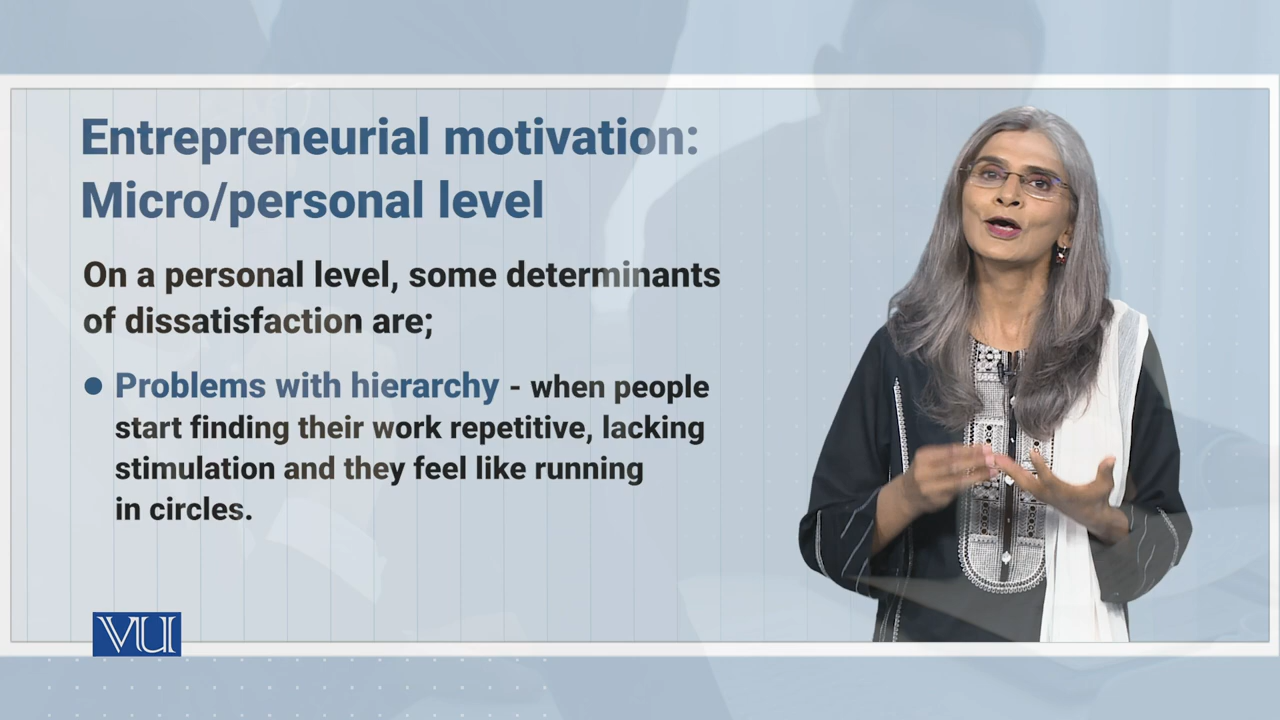 Entrepreneurial motivation:
Micro/personal level
On a personal level, some determinants
of dissatisfaction are;
● Problems with hierarchy - when people
start finding their work repetitive, lacking
stimulation and they feel like running
in circles.
VU